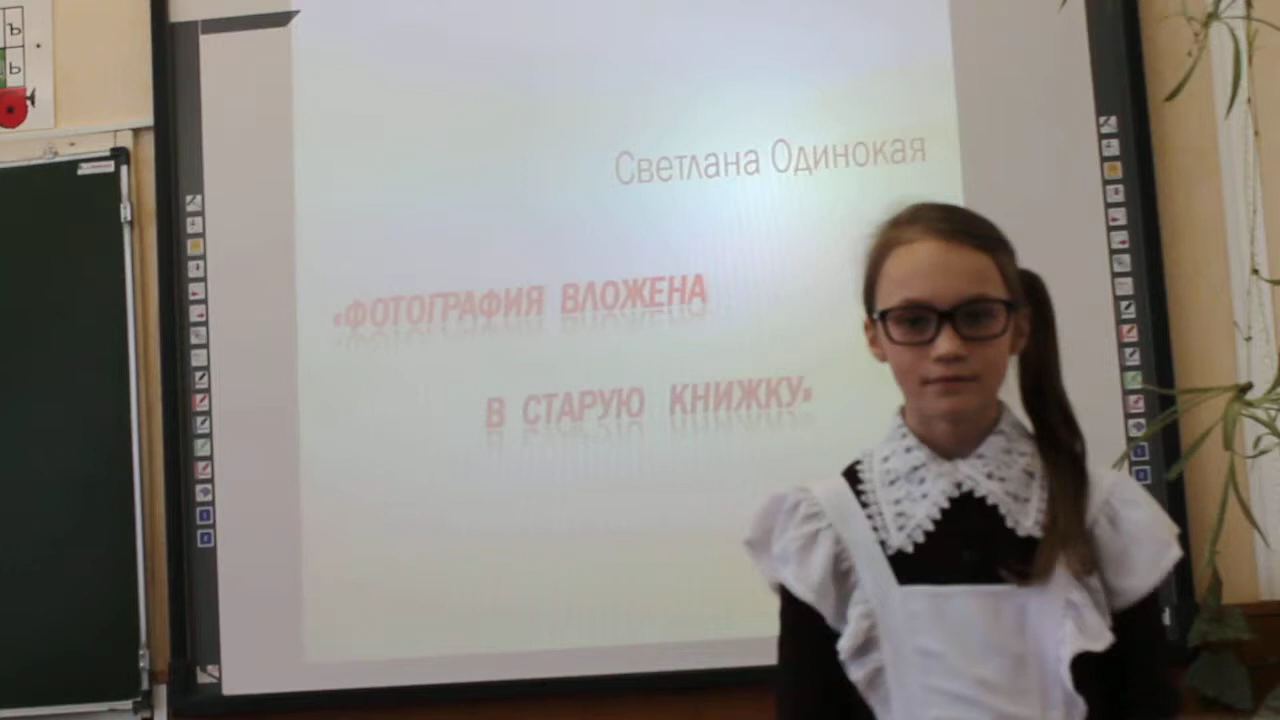 Ъ
Ь
Светлана Одинокая
«ФОТОГРАФИЯ ВЛОЖЕНА
В СТАРУЮ КНИЖКУ»